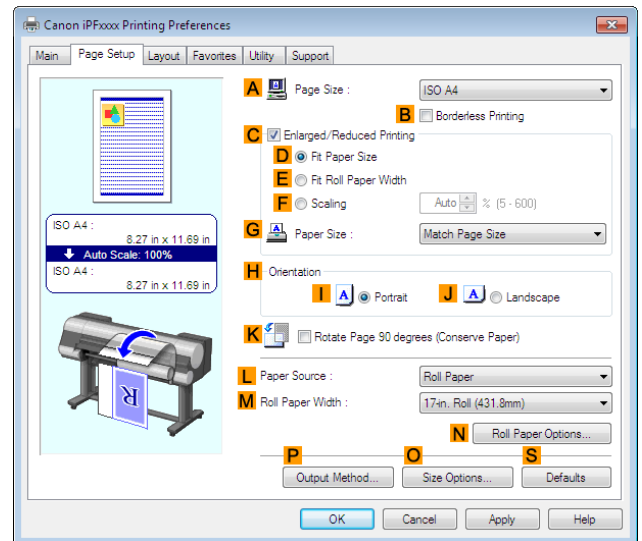 Canon iPFxxxx Printing Preferences
Main Page Setup Layout Favorites Utility Support
A Page Size : ISO A4
B Borderless Printing
C Enlarged/Reduced Printing
D Fit Paper Size
E Fit Roll Paper Width
F Scaling Auto % (5 - 600)
ISO A4 :
8.27 in x 11.69 in
Auto Scale: 100%
ISO A4 :
8.27 in x 11.69 in
G A Paper Size : Match Page Size
H Orientation
I A Portrait J A Landscape
K Rotate Page 90 degrees (Conserve Paper)
R
L Paper Source : Roll Paper
M Roll Paper Width : 17-in. Roll (431.8mm)
N Roll Paper Options...
P O S
Output Method... Size Options... Defaults
OK Cancel Apply Help